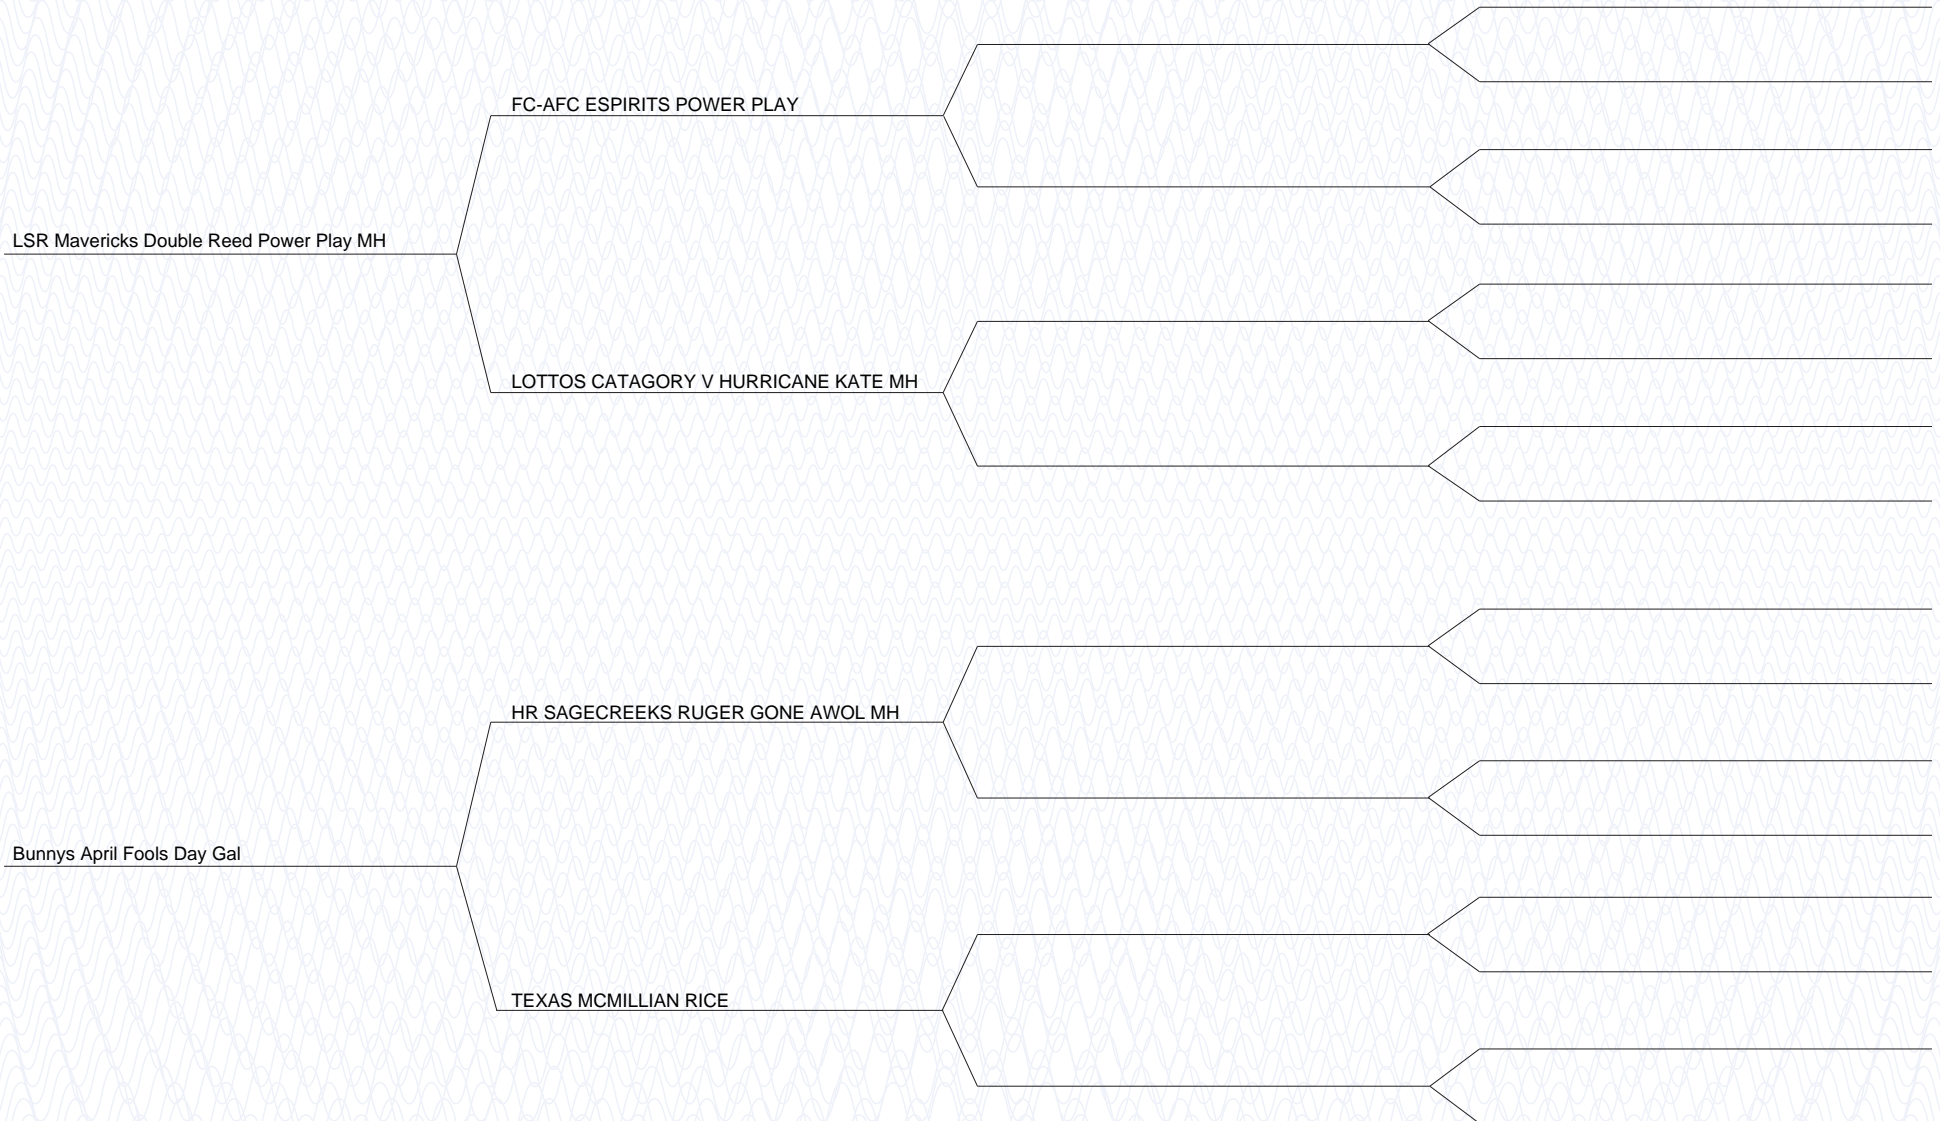 FC-AFC ESPIRITS POWER PLAY
LSR Mavericks Double Reed Power Play MH
LOTTOS CATAGORY V HURRICANE KATE MH
HR SAGECREEKS RUGER GONE AWOL MH
Bunnys April Fools Day Gal
TEXAS MCMILLIAN RICE